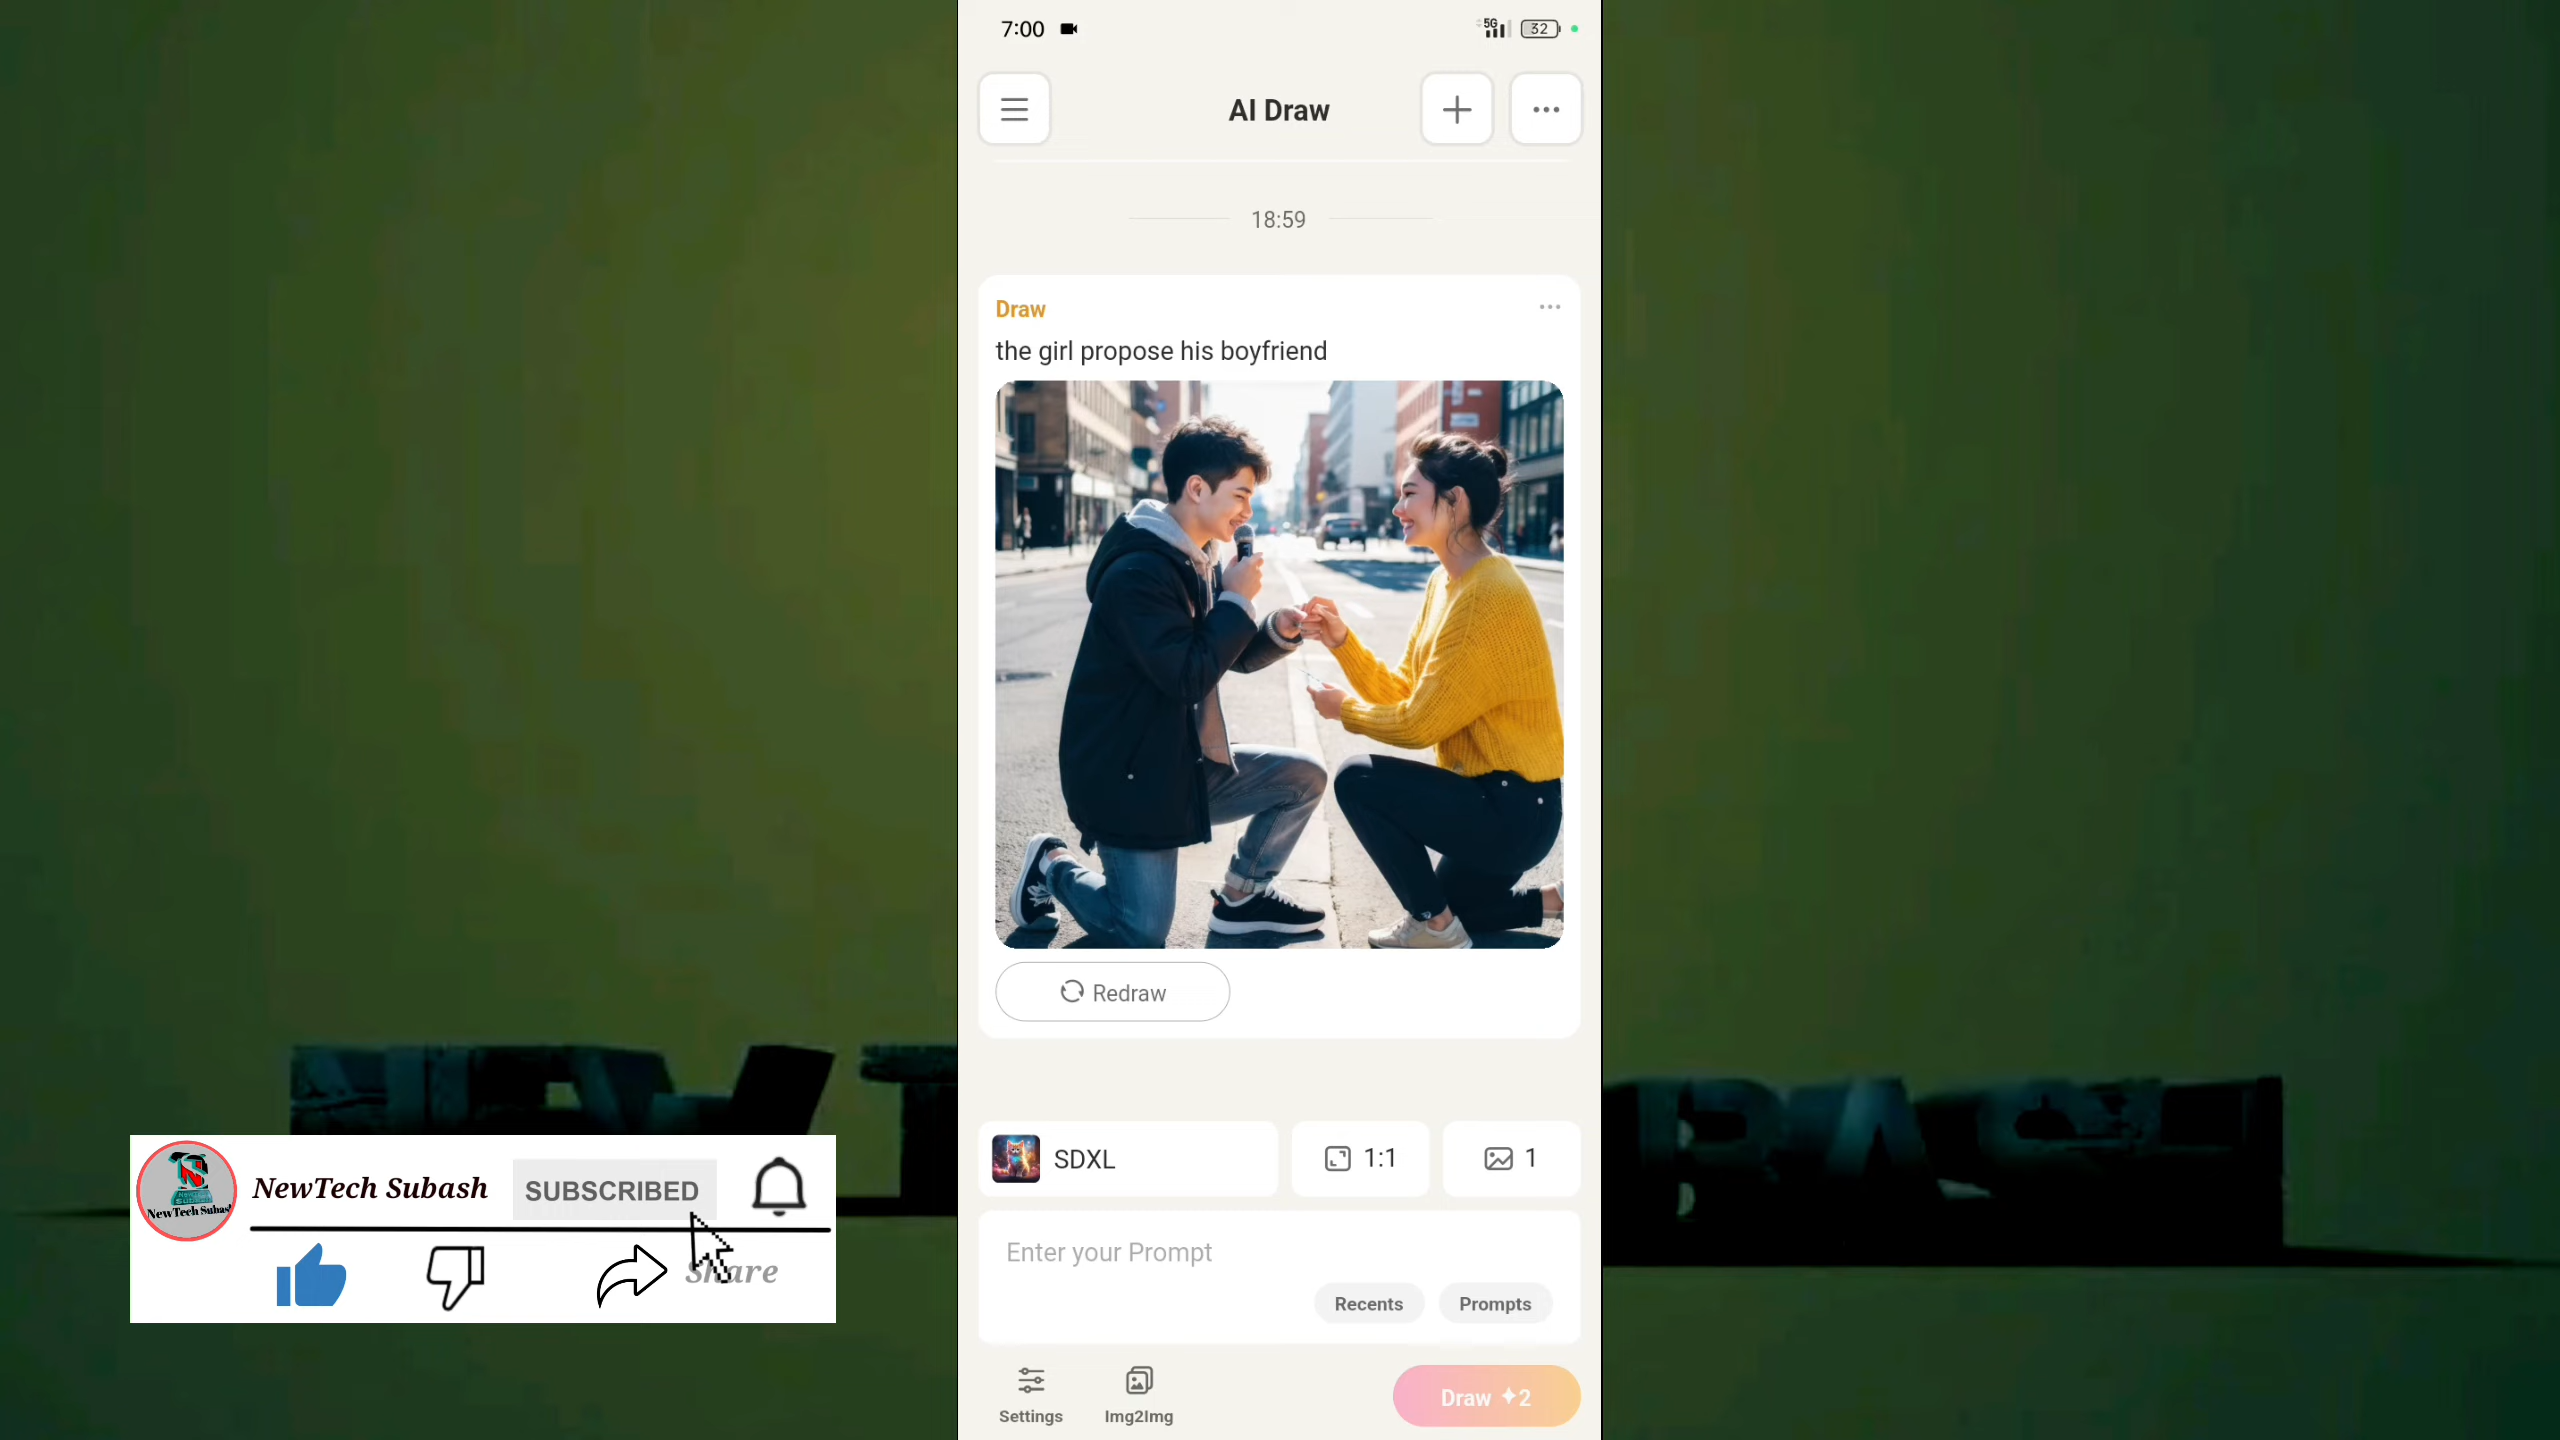 7:00
5G
32
AI Draw
18:59
Draw
the girl propose his boyfriend
Redraw
SDXL
1:1
1
Enter your Prompt
Recents
Prompts
Settings
Img2Img
Draw ✦2
NewTech Subash
SUBSCRIBED
Share